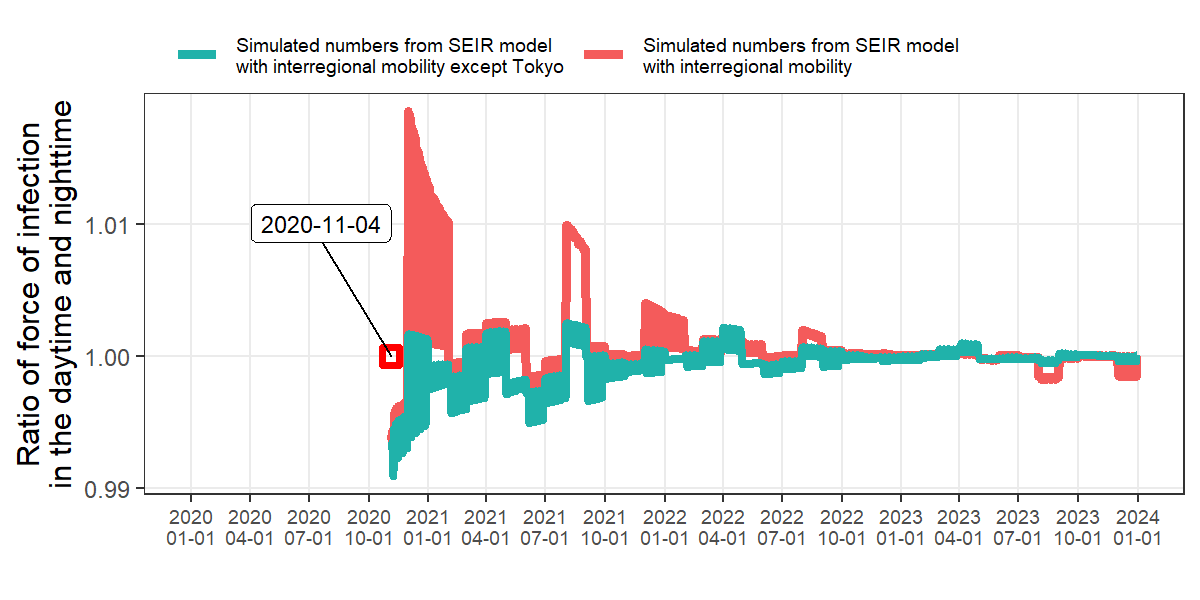 Simulated numbers from SEIR model
with interregional mobility except Tokyo
Simulated numbers from SEIR model
with interregional mobility
Ratio of force of infection
in the daytime and nighttime
1.01
1.00
0.99
2020-11-04
2020 2020 2020 2020 2021 2021 2021 2021 2022 2022 2022 2022 2023 2023 2023 2023 2024
01-01 04-01 07-01 10-01 01-01 04-01 07-01 10-01 01-01 04-01 07-01 10-01 01-01 04-01 07-01 10-01 01-01